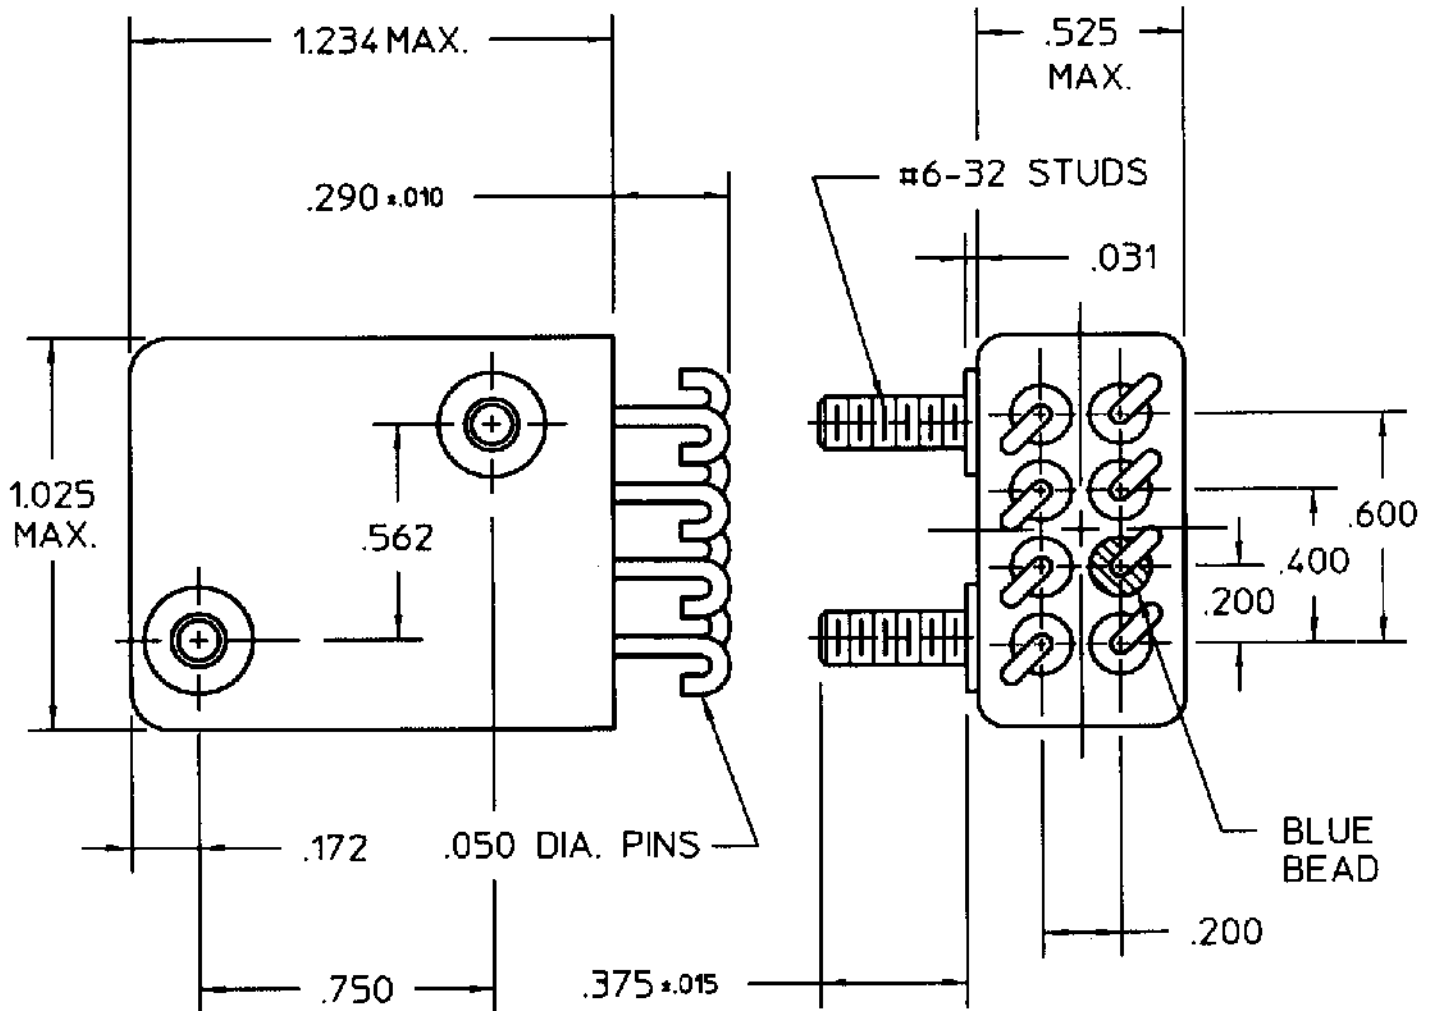 1.234 MAX.
.525
MAX.
.290 ±.010
#6-32 STUDS
.031
1.025
MAX.
.562
.600
.400
.200
.172
.050 DIA. PINS
BLUE
BEAD
.200
.750
.375 ±.015